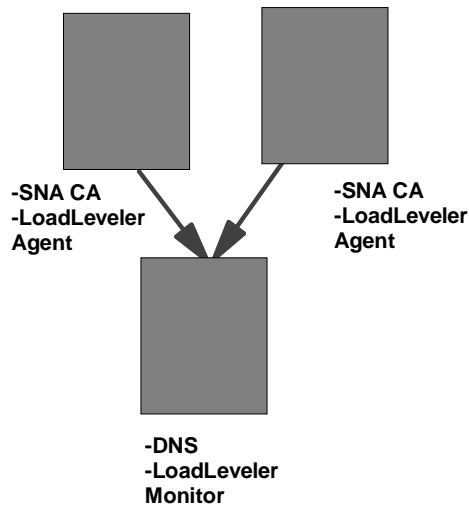 -SNA CA
-LoadLeveler
Agent
-SNA CA
-LoadLeveler
Agent
-DNS
-LoadLeveler
Monitor